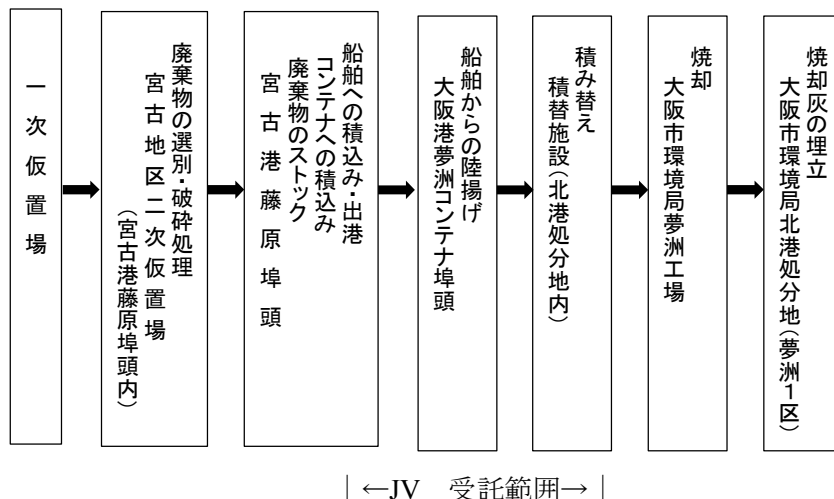 一次仮置場
廃棄物の選別・破砕処理
宮古地区二次仮置場
（宮古港藤原埠頭内）
船舶への積込み・出港
コンテナへの積込み
廃棄物のストック
宮古港藤原埠頭
船舶からの陸揚げ
大阪港夢洲コンテナ埠頭
積み替え
積替施設（北港処分地内）
焼却
大阪市環境局夢洲工場
焼却灰の埋立
大阪市環境局北港処分地（夢洲１区）
｜←JV　受託範囲→｜